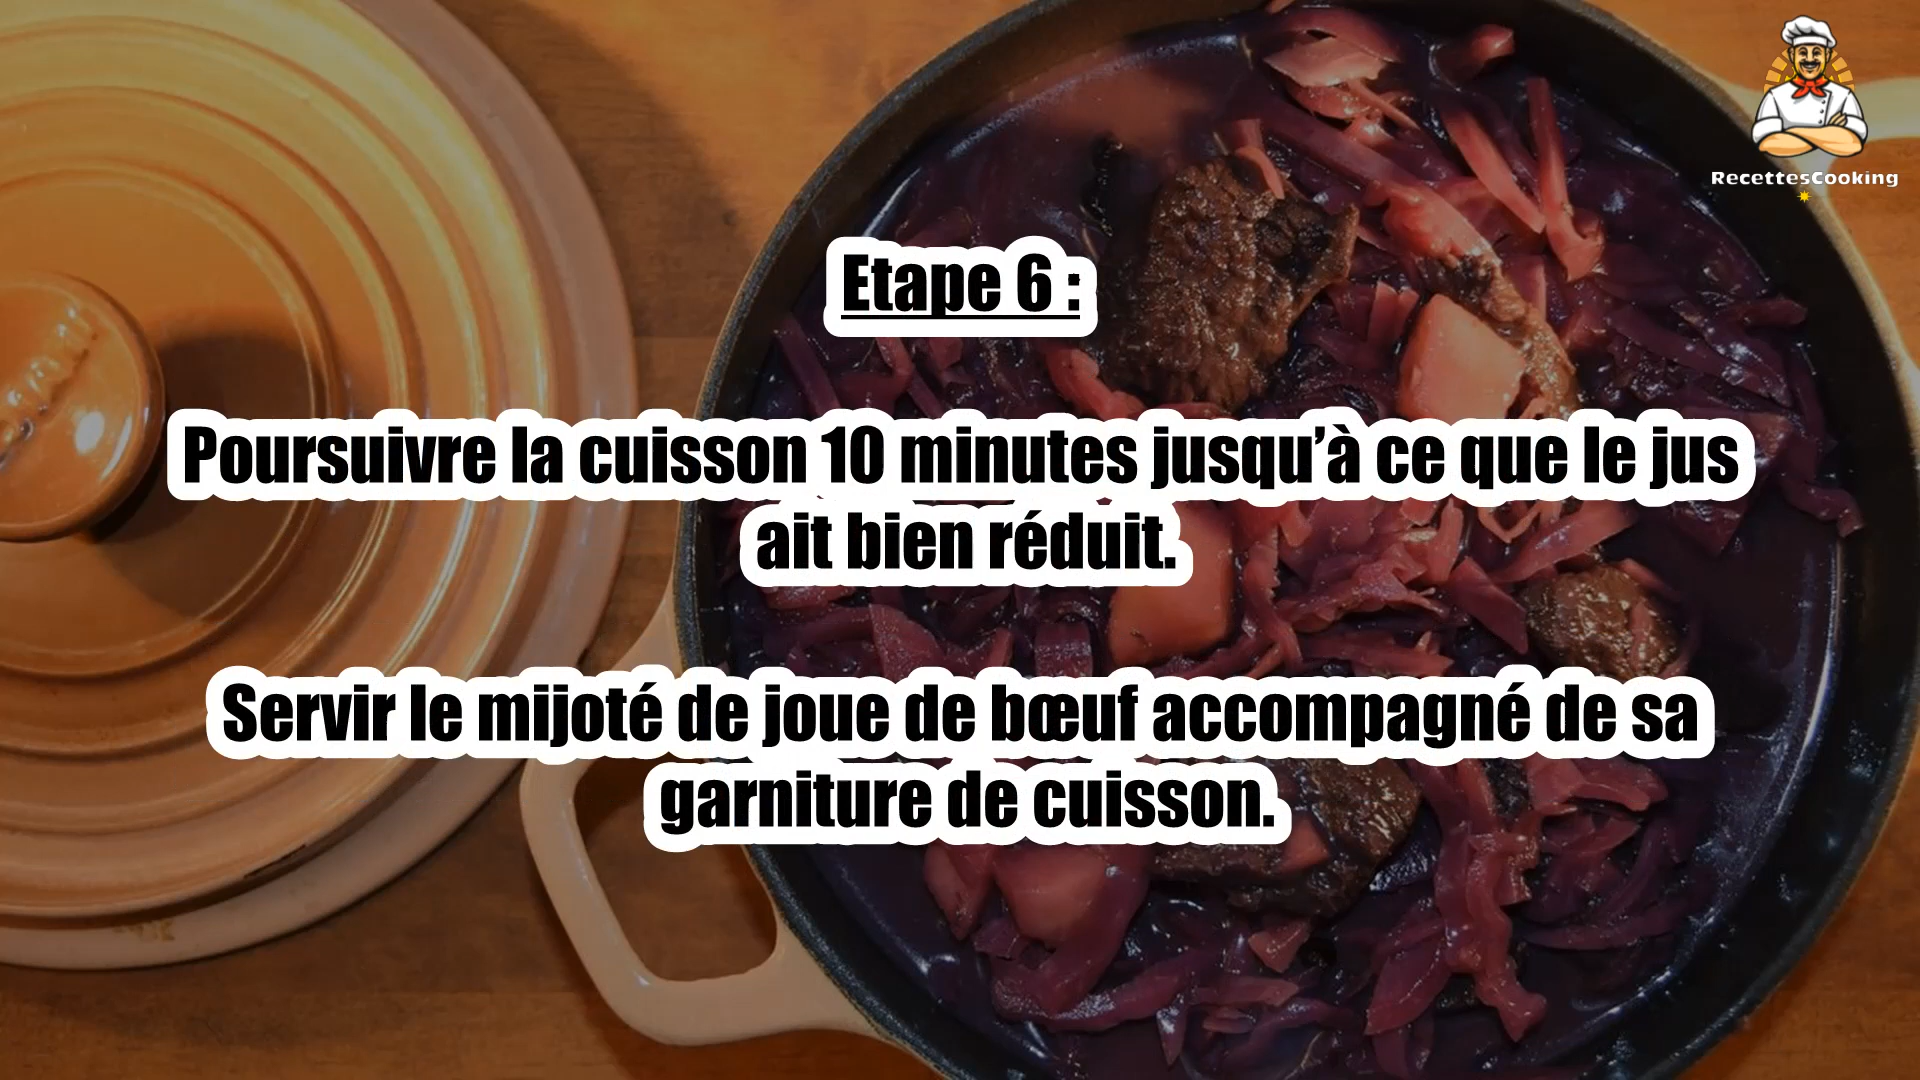 RecettesCooking
Etape 6 :
Poursuivre la cuisson 10 minutes jusqu’à ce que le jus
ait bien réduit.
Servir le mijoté de joue de bœuf accompagné de sa
garniture de cuisson.